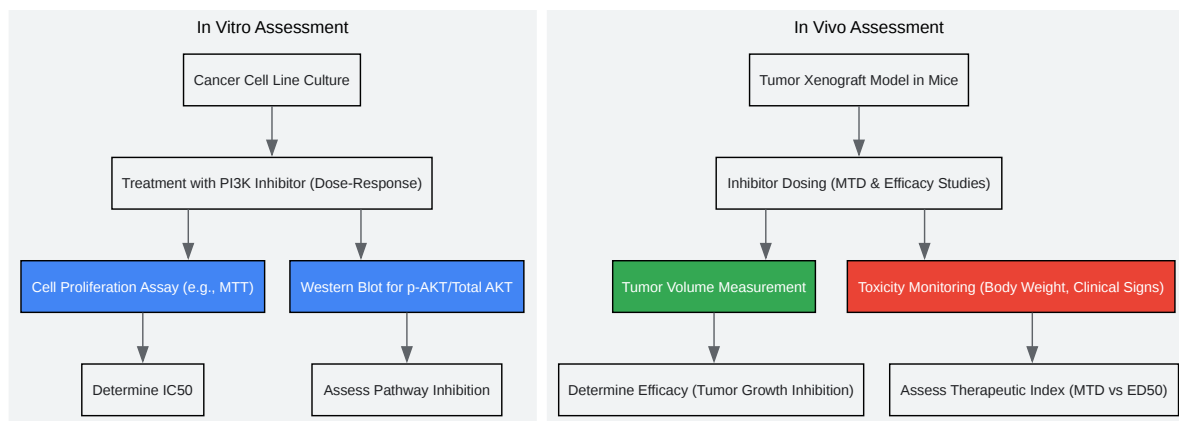 In Vitro Assessment
Cancer Cell Line Culture
Treatment with PI3K Inhibitor (Dose-Response)
Cell Proliferation Assay (e.g., MTT)
Western Blot for p-AKT/Total AKT
Determine IC50
Assess Pathway Inhibition
In Vivo Assessment
Tumor Xenograft Model in Mice
Inhibitor Dosing (MTD & Efficacy Studies)
Tumor Volume Measurement
Toxicity Monitoring (Body Weight, Clinical Signs)
Determine Efficacy (Tumor Growth Inhibition)
Assess Therapeutic Index (MTD vs ED50)